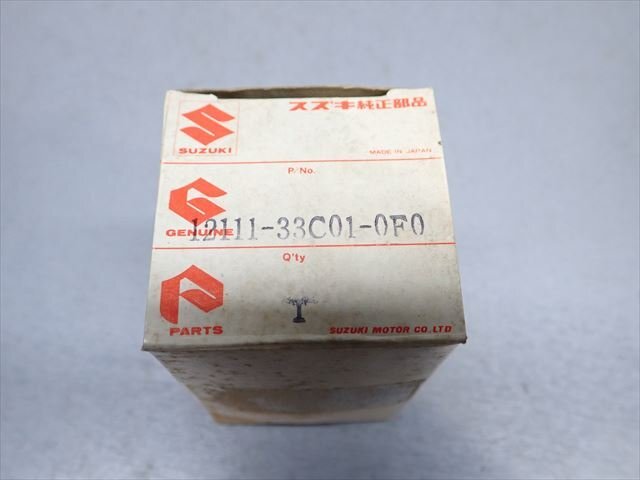 スズキ純正部品
SUZUKI
MADE IN JAPAN
P/No.
GENUINE
12111-33C01-0F0
Q'ty
1
PARTS
SUZUKI MOTOR CO.,LTD